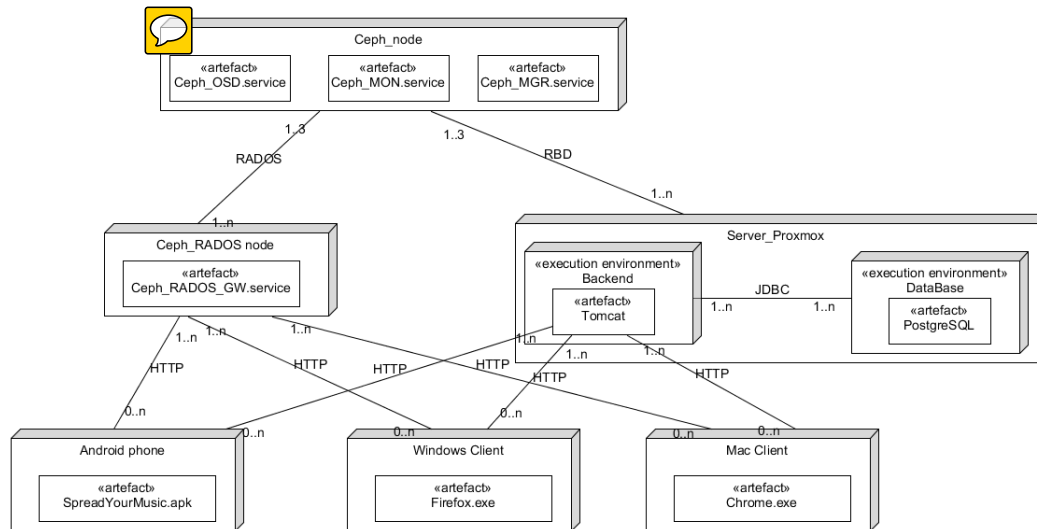 Ceph_node
«artefact»
Ceph_OSD.service
«artefact»
Ceph_MON.service
«artefact»
Ceph_MGR.service
1..3
1..3
RADOS
RBD
1..n
1..n
Ceph_RADOS node
«artefact»
Ceph_RADOS_GW.service
Server_Proxmox
«execution environment»
Backend
«artefact»
Tomcat
JDBC
1..n
1..n
«execution environment»
DataBase
«artefact»
PostgreSQL
1..n
1..n
1..n
1..n
1..n
1..n
HTTP
HTTP
HTTP
HTTP
HTTP
HTTP
0..n
0..n
0..n
0..n
0..n
0..n
Android phone
«artefact»
SpreadYourMusic.apk
Windows Client
«artefact»
Firefox.exe
Mac Client
«artefact»
Chrome.exe